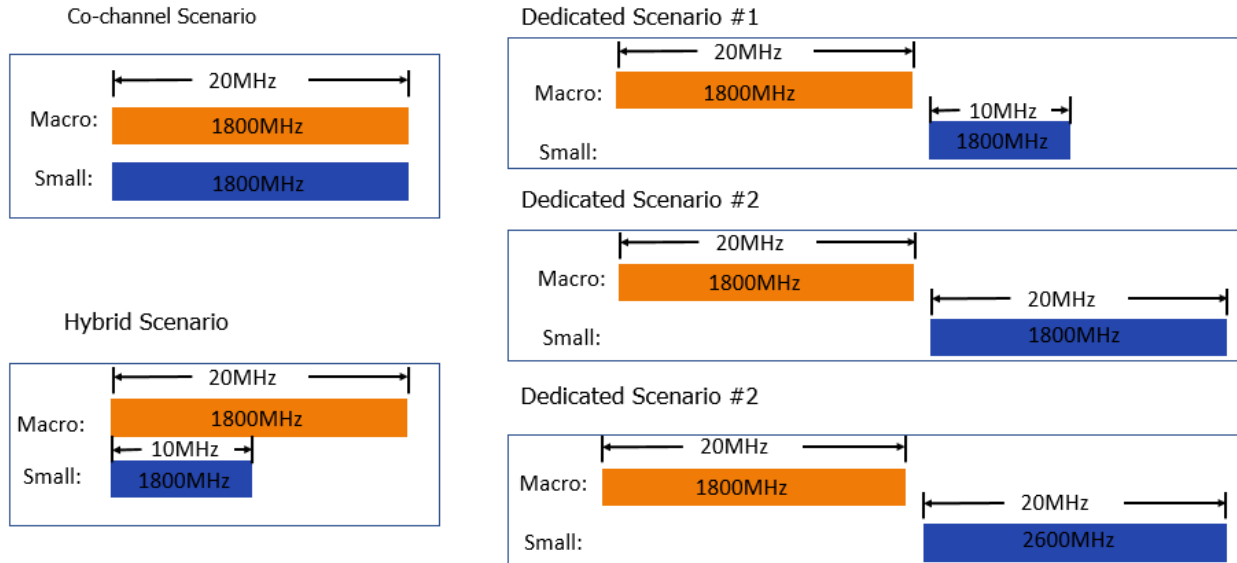 Co-channel Scenario
20MHz
Macro:
1800MHz
Small:
1800MHz
Hybrid Scenario
20MHz
Macro:
1800MHz
10MHz
Small:
1800MHz
Dedicated Scenario #1
20MHz
Macro:
1800MHz
10MHz
Small:
1800MHz
Dedicated Scenario #2
20MHz
Macro:
1800MHz
20MHz
Small:
1800MHz
Dedicated Scenario #2
20MHz
Macro:
1800MHz
20MHz
Small:
2600MHz